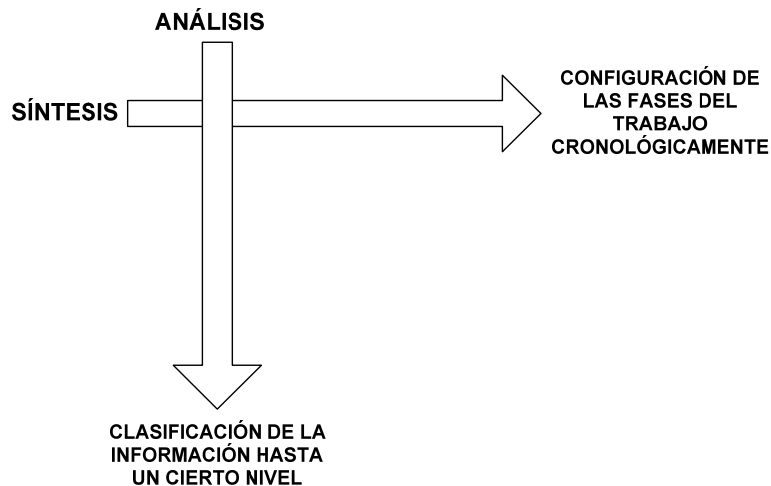 ANÁLISIS
SÍNTESIS
CONFIGURACIÓN DE
LAS FASES DEL
TRABAJO
CRONOLÓGICAMENTE
CLASIFICACIÓN DE LA
INFORMACIÓN HASTA
UN CIERTO NIVEL